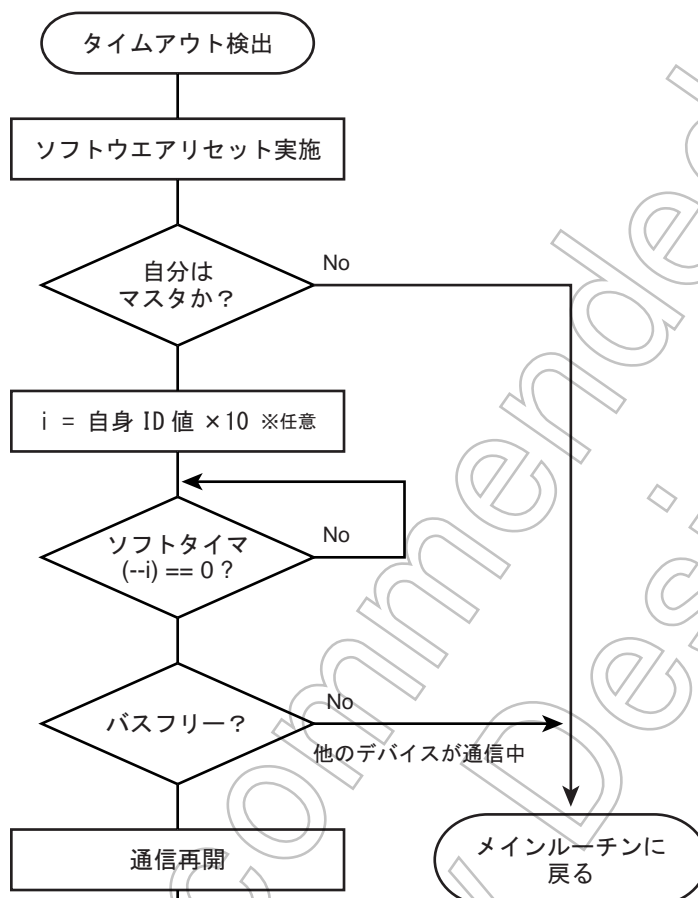 タイムアウト検出
ソフトウエアリセット実施
自分は
マスタか？
No
i = 自身 ID 値 ×10 ※任意
ソフトタイマ
(--i) == 0 ?
No
バスフリー？
No
他のデバイスが通信中
通信再開
メインルーチンに
戻る
commended
Desi